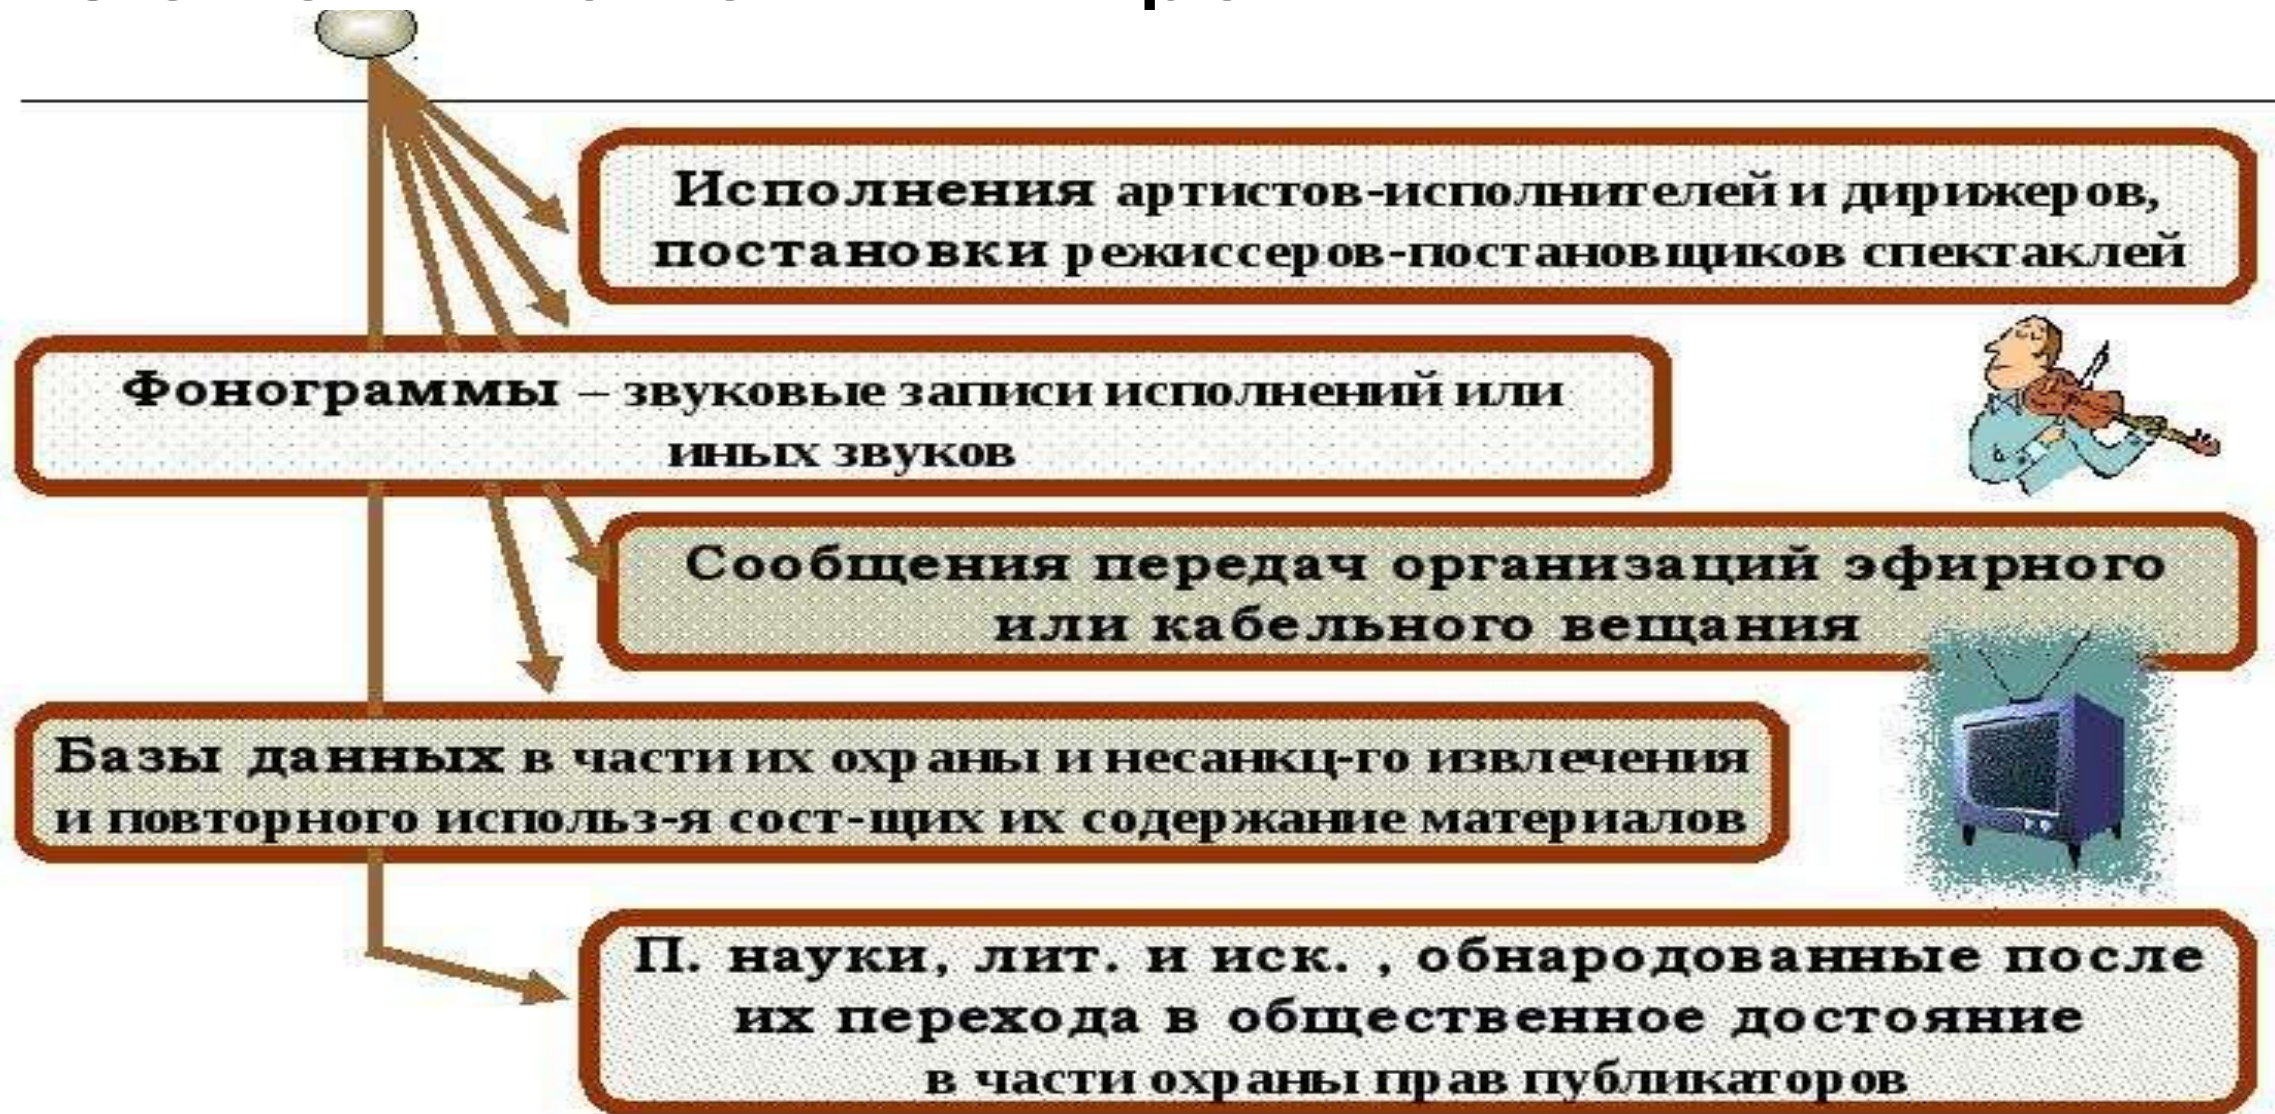 Исполнения артистов-исполнителей и дирижеров,
постановки режиссеров-постановщиков спектаклей
Фонограммы – звуковые записи исполнений или
иных звуков
Сообщения передач организаций эфирного
или кабельного вещания
Базы данных в части их охраны и несанкц-го извлечения
и повторного использ-я сост-щих их содержание материалов
П. науки, лит. и иск. , обнародованные после
их перехода в общественное достояние
в части охраны прав публикаторов